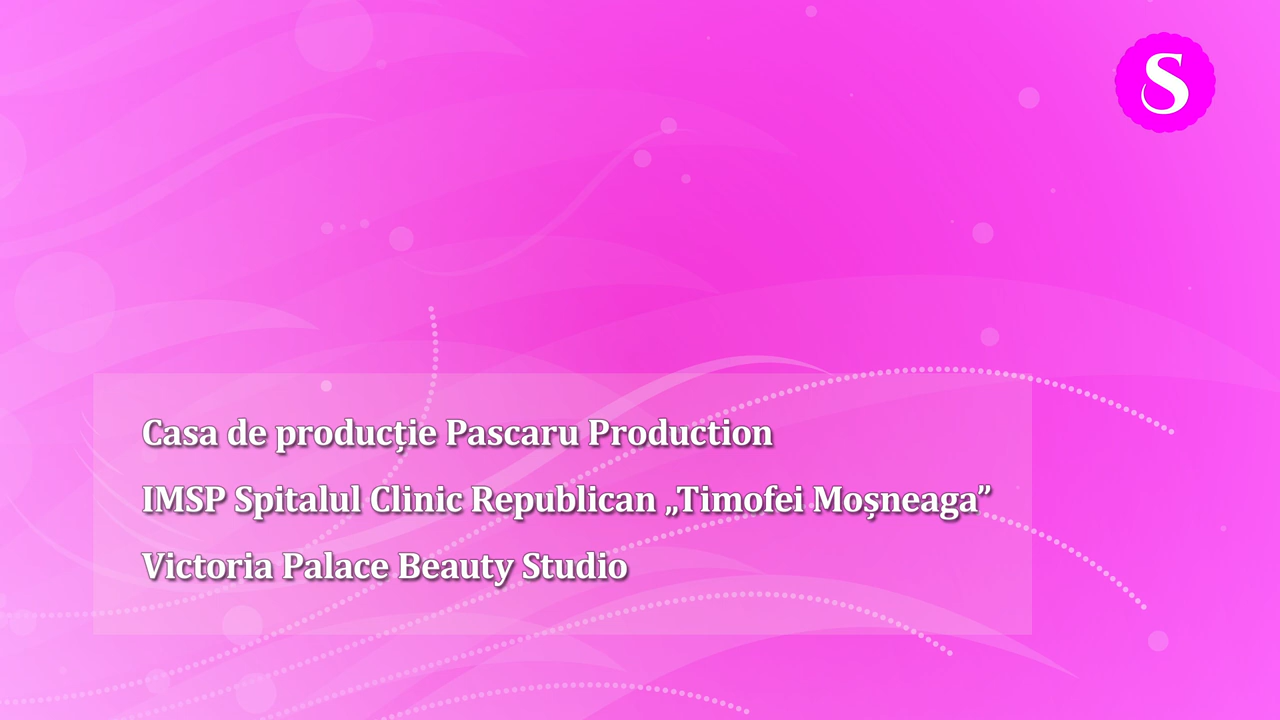 S
Casa de producție Pascaru Production
IMSP Spitalul Clinic Republican „Timofei Moșneaga”
Victoria Palace Beauty Studio